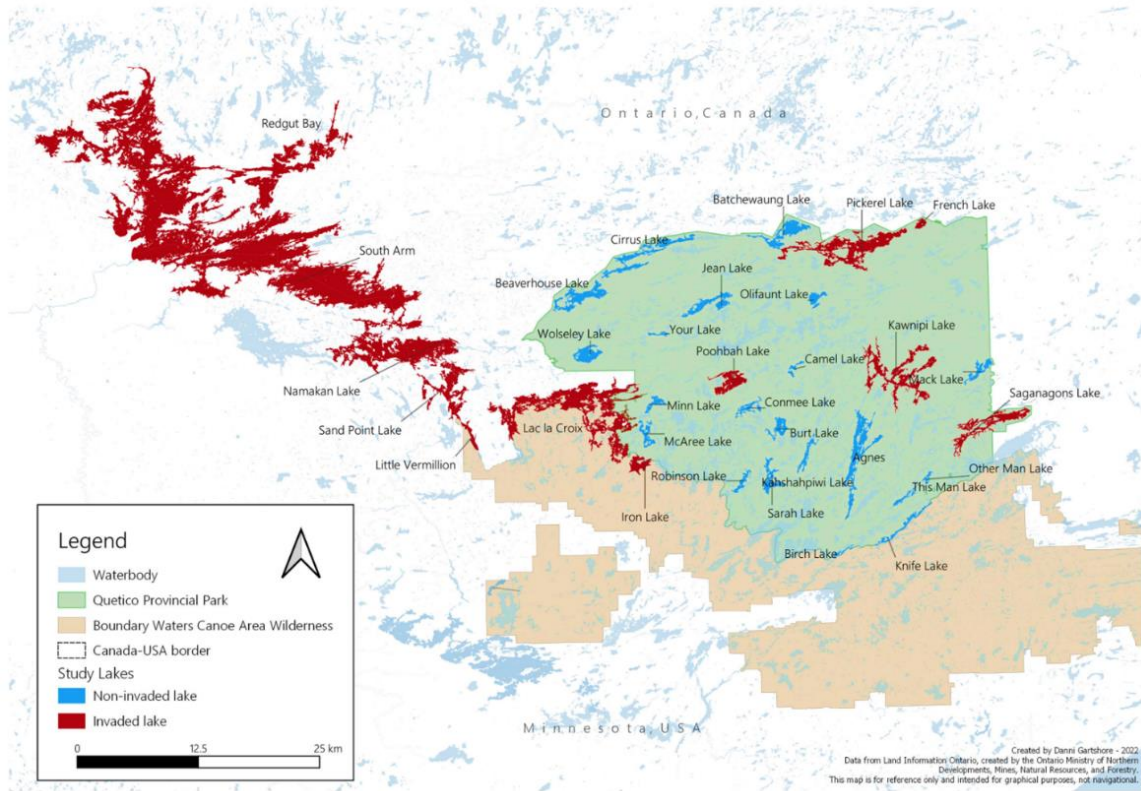 Ontario, Canada
Redgut Bay
Batchewaung Lake
Pickerel Lake
French Lake
Cirrus Lake
South Arm
Jean Lake
Beaverhouse Lake
Olifaunt Lake
Wolseley Lake
Your Lake
Kawnipi Lake
Poohbah Lake
Camel Lake
Mack Lake
Namakan Lake
Saganagons Lake
Minn Lake
Conmee Lake
Sand Point Lake
Lac la Croix
McAree Lake
Burt Lake
Agnes
Little Vermillion
Other Man Lake
Robinson Lake
Kahshahpiwi Lake
This Man Lake
Iron Lake
Sarah Lake
Birch Lake
Knife Lake
Legend
Waterbody
Quetico Provincial Park
Boundary Waters Canoe Area Wilderness
Canada-USA border
Study Lakes
Non-invaded lake
Invaded lake
0 12.5 25 km
Minnesota, USA
Created by Danni Gartshore - 2022
Data from Land Information Ontario, created by the Ontario Ministry of Northern
Developments, Mines, Natural Resources, and Forestry.
This map is for reference only and intended for graphical purposes, not navigational.